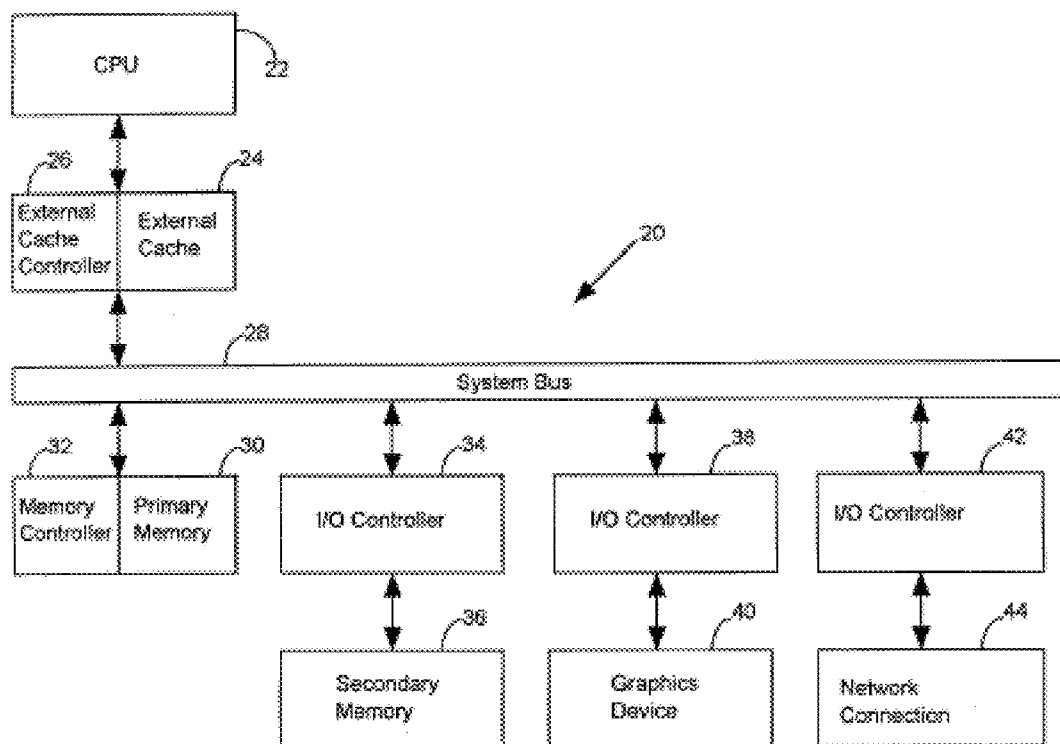 CPU
22
26
24
External
Cache
Controller
External
Cache
20
28
System Bus
32
30
34
38
42
Memory
Controller
Primary
Memory
I/O Controller
I/O Controller
I/O Controller
36
40
44
Secondary
Memory
Graphics
Device
Network
Connection